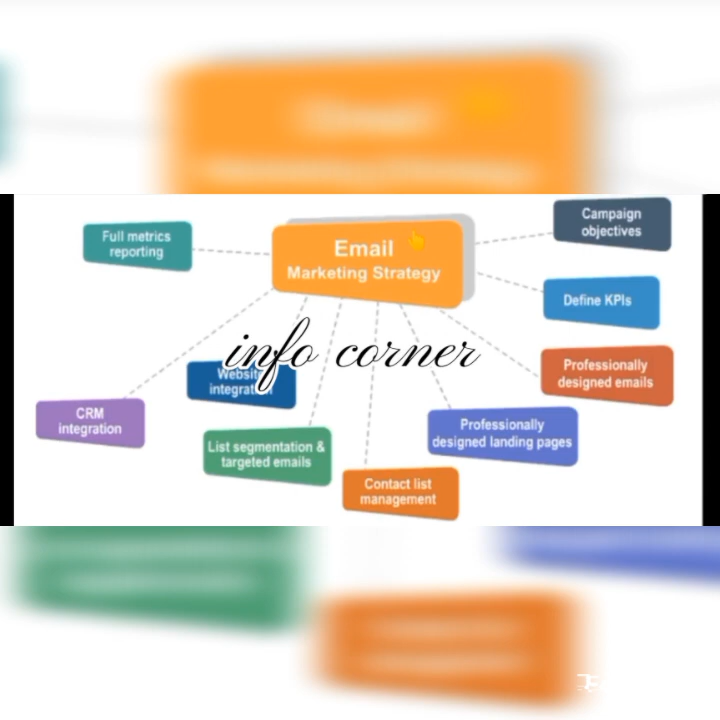 Email
Marketing Strategy
Full metrics
reporting
Campaign
objectives
Define KPIs
Professionally
designed emails
Professionally
designed landing pages
Contact list
management
List segmentation &
targeted emails
Website
integration
CRM
integration
info corner